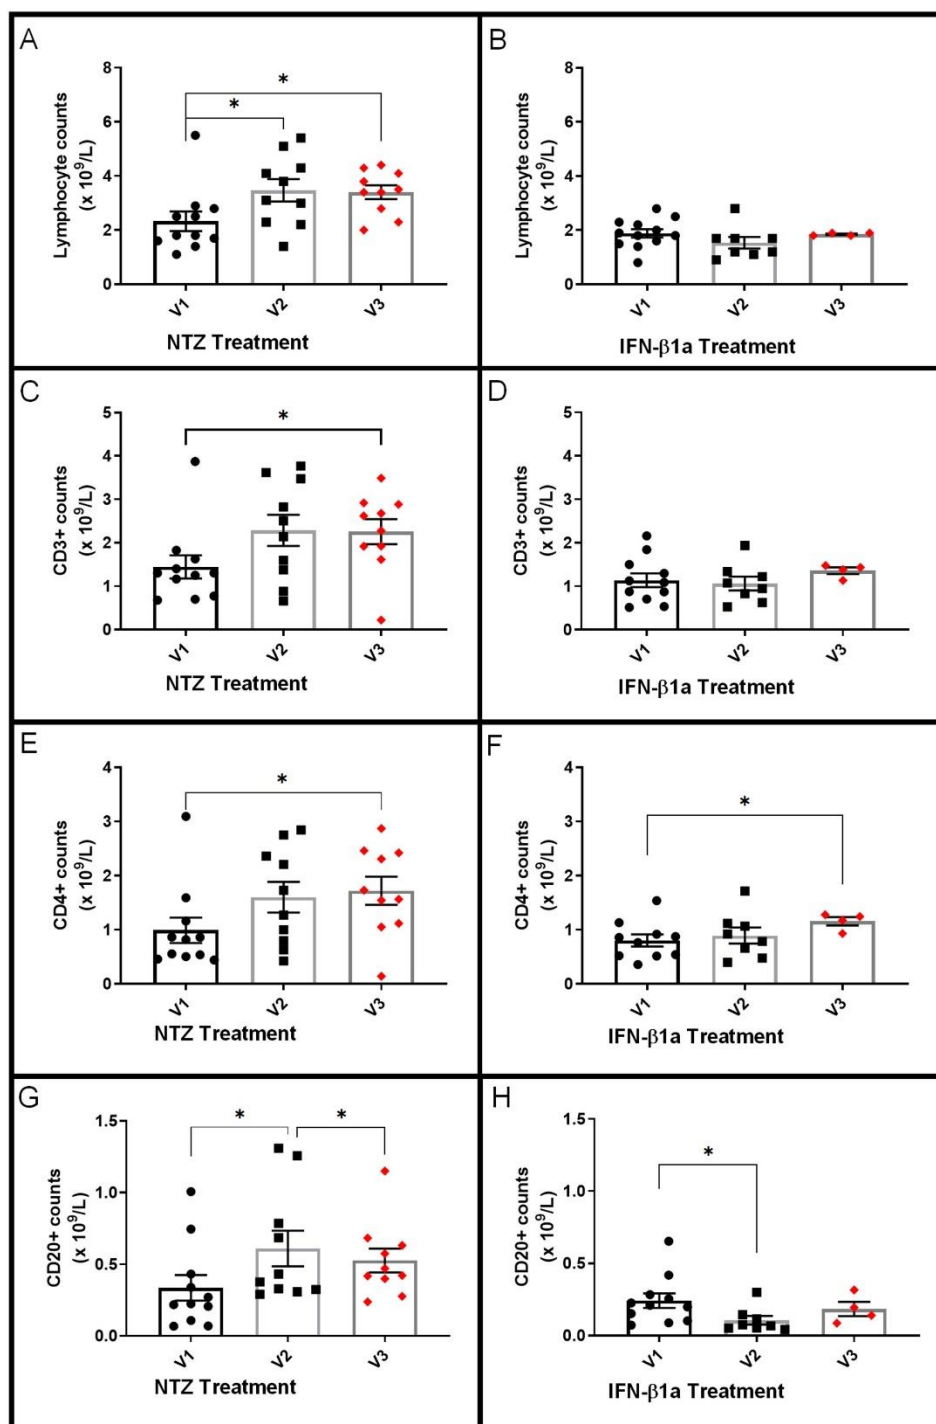 A
Lymphocyte counts
(x 10⁹/L)
8
6
4
2
0
*
*
V1
V2
V3
NTZ Treatment
B
Lymphocyte counts
(x 10⁹/L)
8
6
4
2
0
V1
V2
V3
IFN-β1a Treatment
C
CD3+ counts
(x 10⁹/L)
5
4
3
2
1
0
*
V1
V2
V3
NTZ Treatment
D
CD3+ counts
(x 10⁹/L)
5
4
3
2
1
0
V1
V2
V3
IFN-β1a Treatment
E
CD4+ counts
(x 10⁹/L)
4
3
2
1
0
*
V1
V2
V3
NTZ Treatment
F
CD4+ counts
(x 10⁹/L)
4
3
2
1
0
*
V1
V2
V3
IFN-β1a Treatment
G
CD20+ counts
(x 10⁹/L)
1.5
1.0
0.5
0.0
*
*
V1
V2
V3
NTZ Treatment
H
CD20+ counts
(x 10⁹/L)
1.5
1.0
0.5
0.0
*
V1
V2
V3
IFN-β1a Treatment